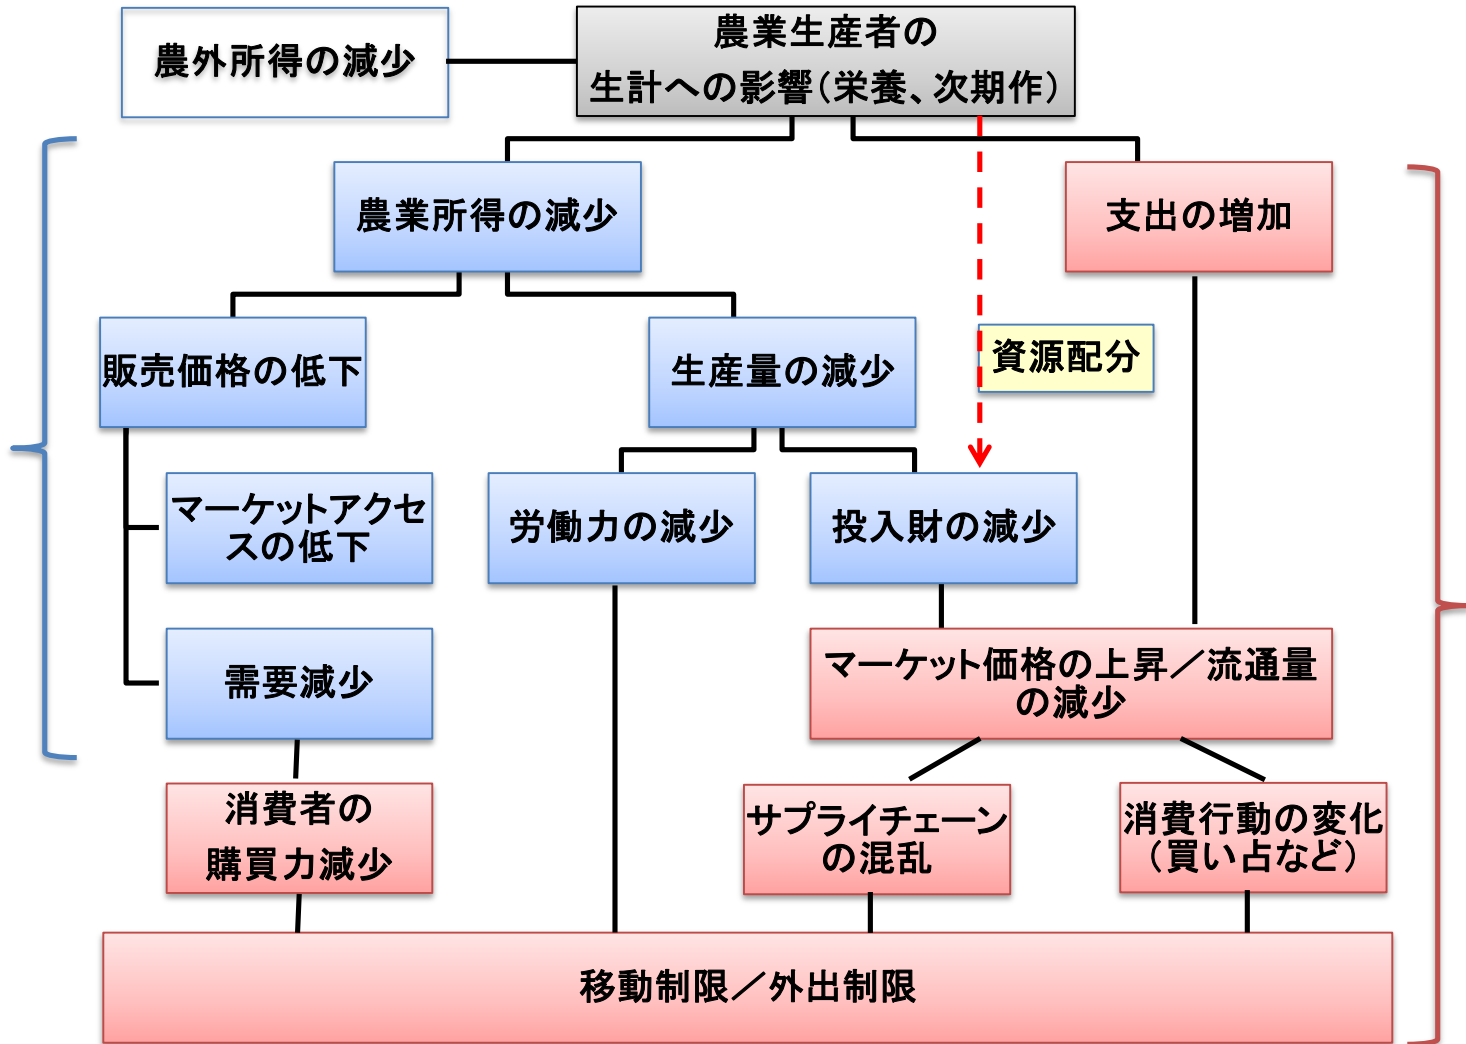 農外所得の減少
農業生産者の
生計への影響（栄養、次期作）
農業所得の減少
支出の増加
販売価格の低下
生産量の減少
資源配分
マーケットアクセ
スの低下
労働力の減少
投入財の減少
需要減少
マーケット価格の上昇／流通量
の減少
消費者の
購買力減少
サプライチェーン
の混乱
消費行動の変化
（買い占など）
移動制限／外出制限